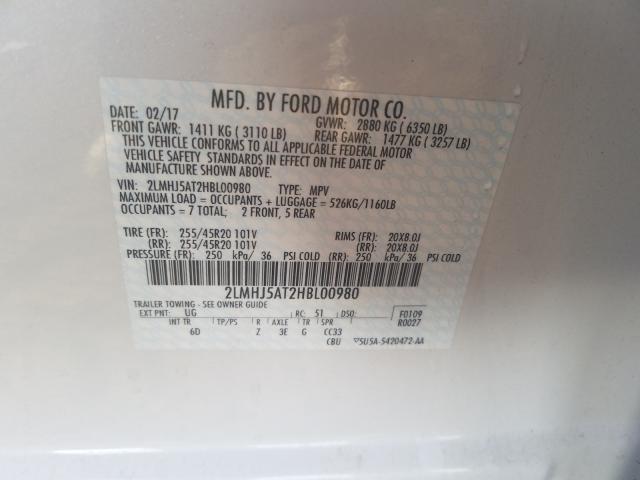 MFD. BY FORD MOTOR CO.
DATE: 02/17 GVWR: 2880 KG ( 6350 LB)
FRONT GAWR: 1411 KG ( 3110 LB) REAR GAWR: 1477 KG ( 3257 LB)
THIS VEHICLE CONFORMS TO ALL APPLICABLE FEDERAL MOTOR
VEHICLE SAFETY STANDARDS IN EFFECT ON THE DATE OF
MANUFACTURE SHOWN ABOVE.
VIN: 2LMHJ5AT2HBL00980 TYPE: MPV
MAXIMUM LOAD = OCCUPANTS + LUGGAGE = 526KG/1160LB
OCCUPANTS = 7 TOTAL; 2 FRONT, 5 REAR
TIRE (FR): 255/45R20 101V RIMS (FR): 20X8.0J
(RR): 255/45R20 101V (RR): 20X8.0J
PRESSURE (FR): 250 kPa/ 36 PSI COLD (RR): 250 kPa/ 36 PSI COLD
2LMHJ5AT2HBL00980
TRAILER TOWING - SEE OWNER GUIDE
EXT PNT: UG RC: 51 DSO: F0109
R0027
INT TR TP/PS R AXLE TR SPR
6D Z 3E G CC33
CBU ▽5U5A-5420472-AA